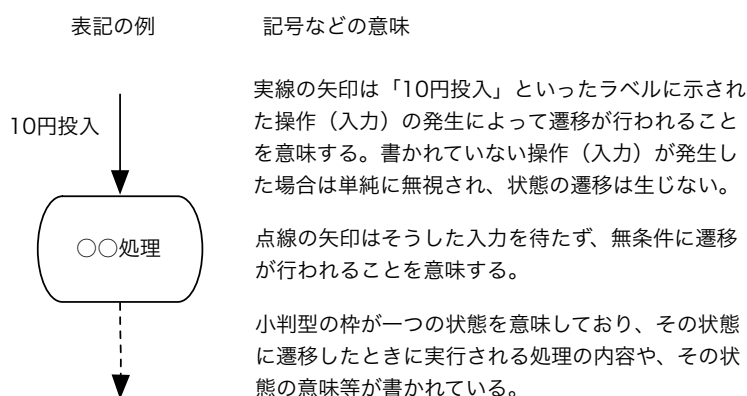 表記の例
記号などの意味
10円投入
実線の矢印は「10円投入」といったラベルに示され
た操作（入力）の発生によって遷移が行われること
を意味する。書かれていない操作（入力）が発生し
た場合は単純に無視され、状態の遷移は生じない。
○○処理
点線の矢印はそうした入力を待たず、無条件に遷移
が行われることを意味する。
小判型の枠が一つの状態を意味しており、その状態
に遷移したときに実行される処理の内容や、その状
態の意味等が書かれている。